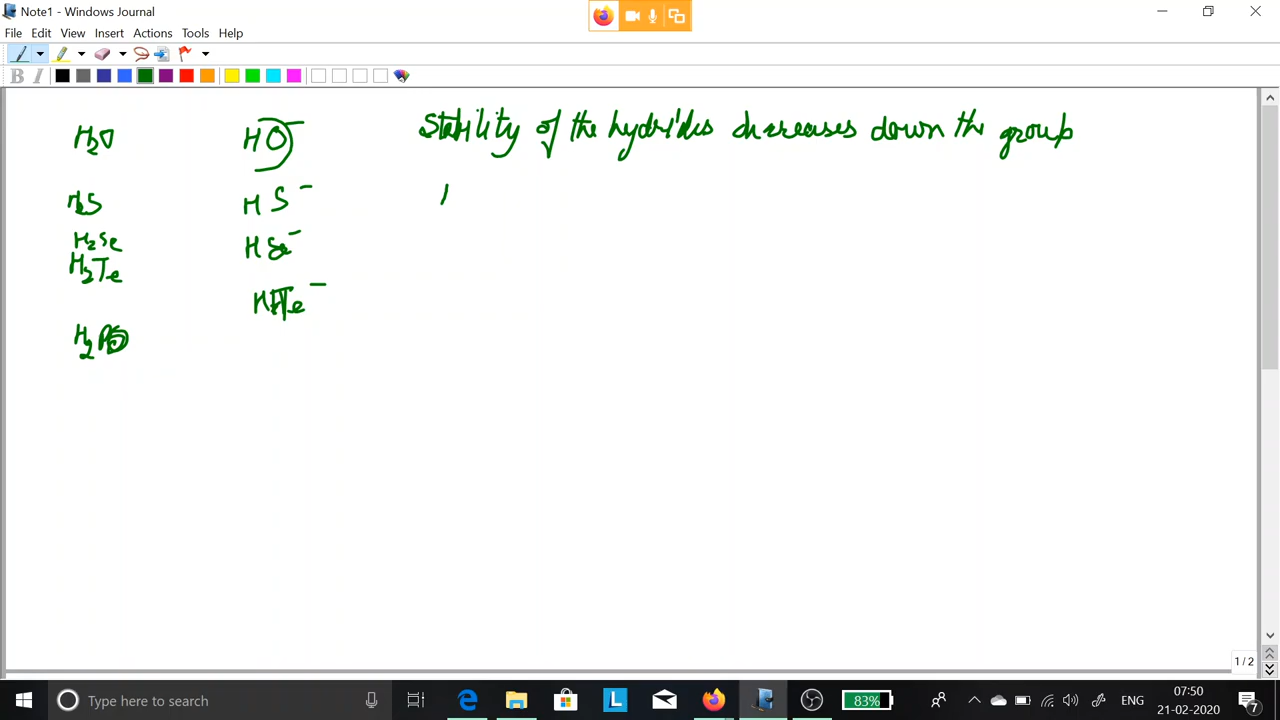 Note1 - Windows Journal
File Edit View Insert Actions Tools Help
B I
H2O HO- Stability of the hydrides decreases down the group
H2S HS-
H2Se HSe-
H2Te HTe-
H2P
1 / 2
Type here to search
83%
ENG
07:50
21-02-2020
7